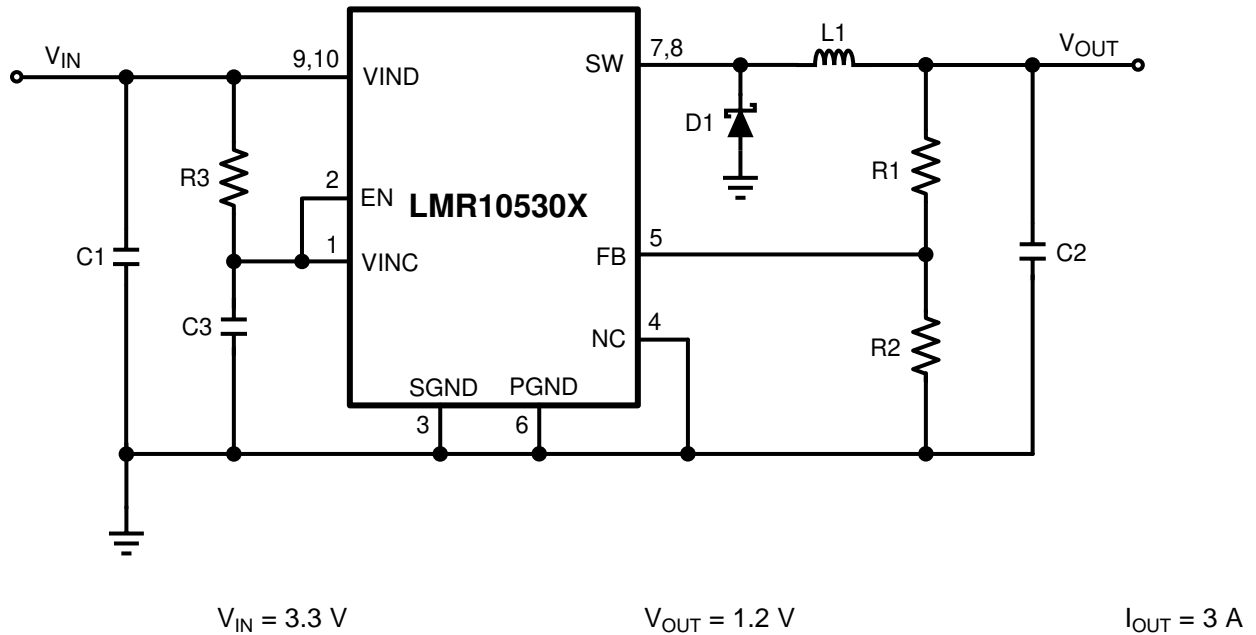 L1
V_IN
9,10
VIND
SW
7,8
V_OUT
D1
R3
2
EN
LMR10530X
R1
1
VINC
FB
5
C1
C2
C3
NC
4
R2
SGND
PGND
3
6
V_IN = 3.3 V
V_OUT = 1.2 V
I_OUT = 3 A